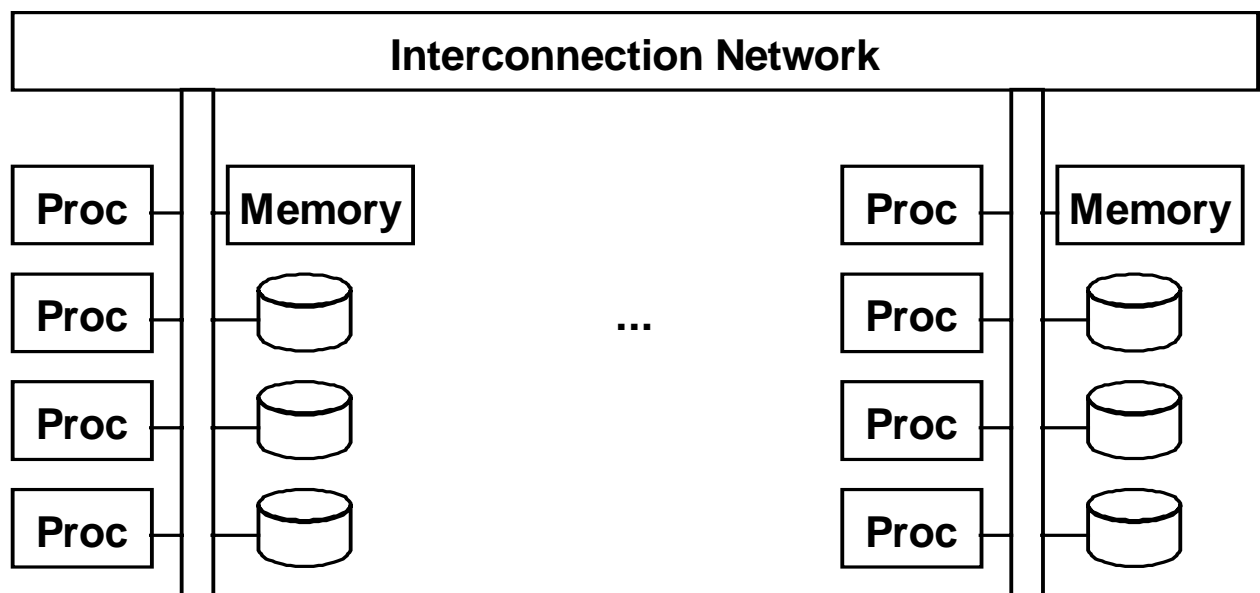 Interconnection Network
Proc Memory Proc Memory
Proc ... Proc
Proc Proc
Proc Proc